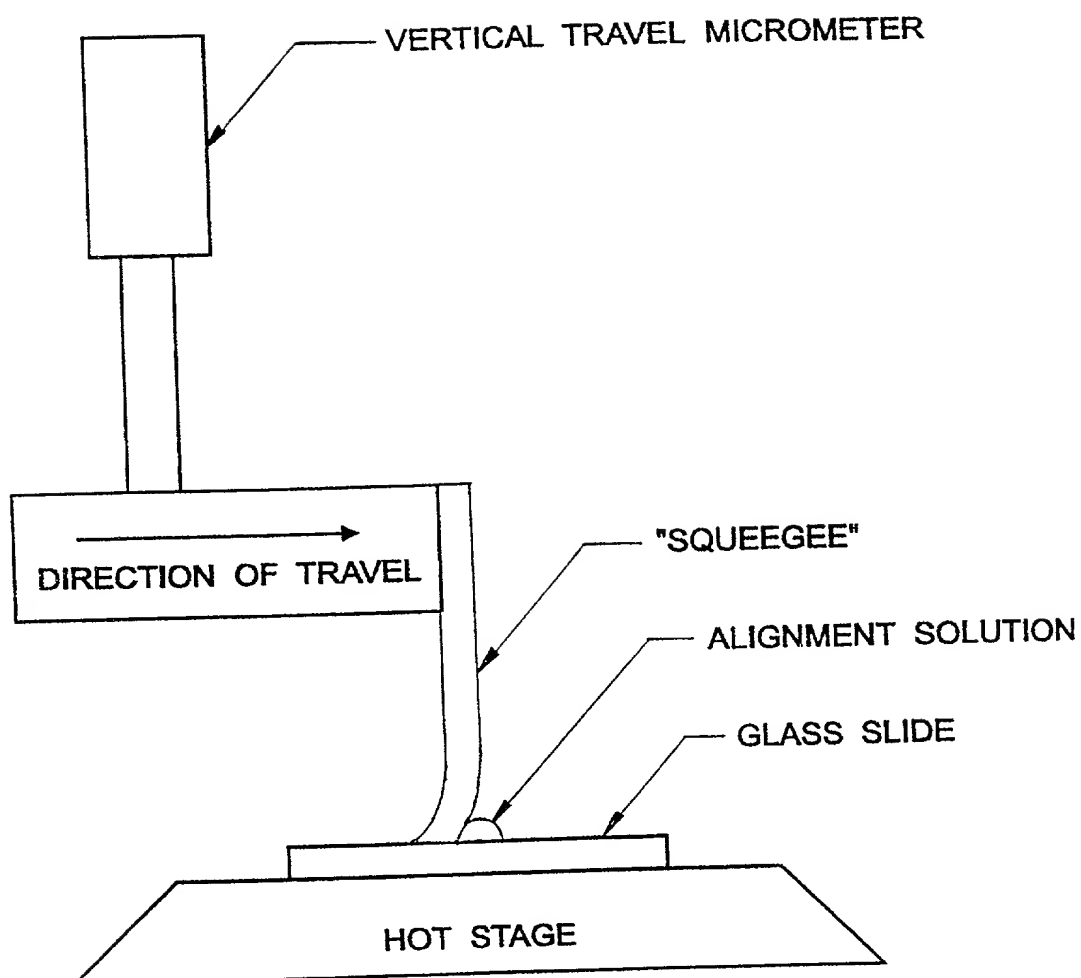 VERTICAL TRAVEL MICROMETER
DIRECTION OF TRAVEL
"SQUEEGEE"
ALIGNMENT SOLUTION
GLASS SLIDE
HOT STAGE